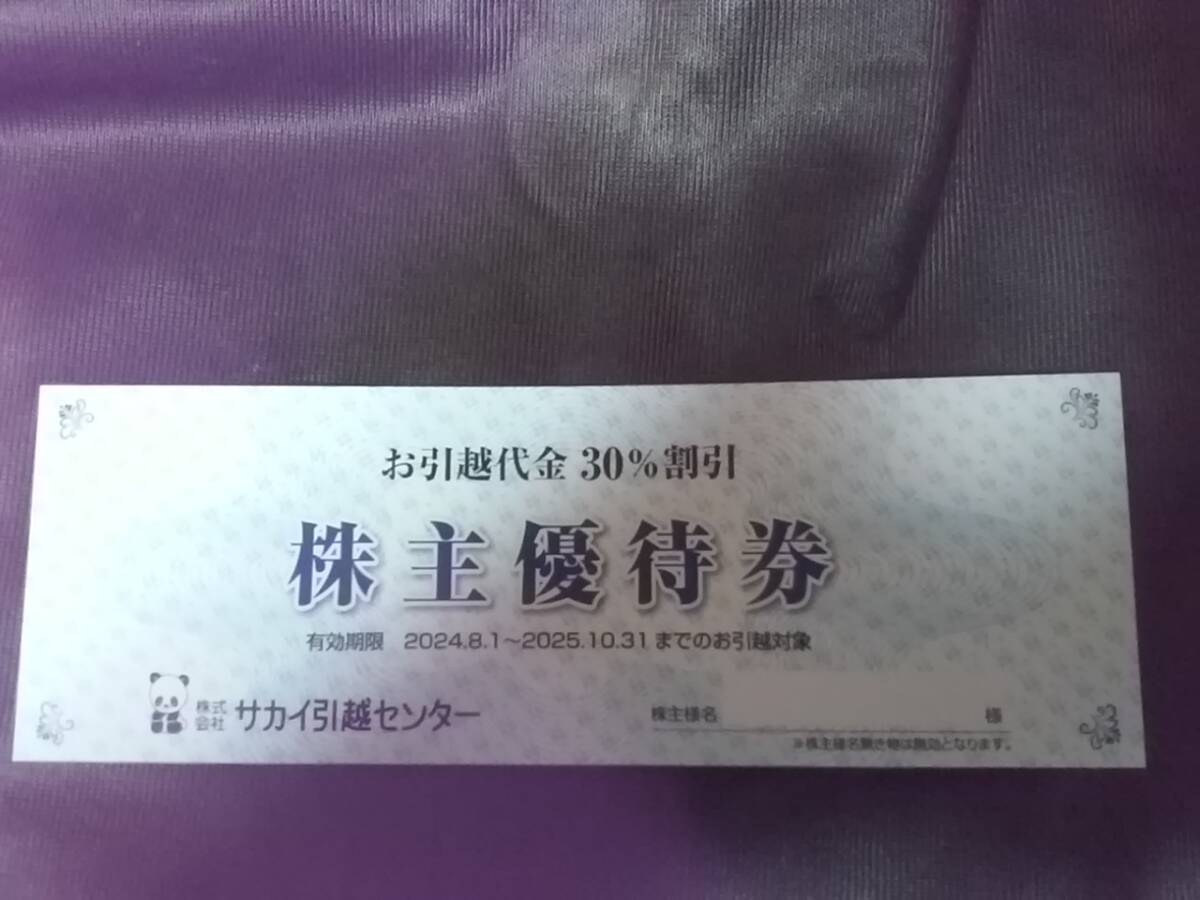 お引越代金 30%割引
株主優待券
有効期限 2024.8.1〜2025.10.31までのお引越対象
株式会社 サカイ引越センター
株主様名 様
※株主様名無き物は無効となります。